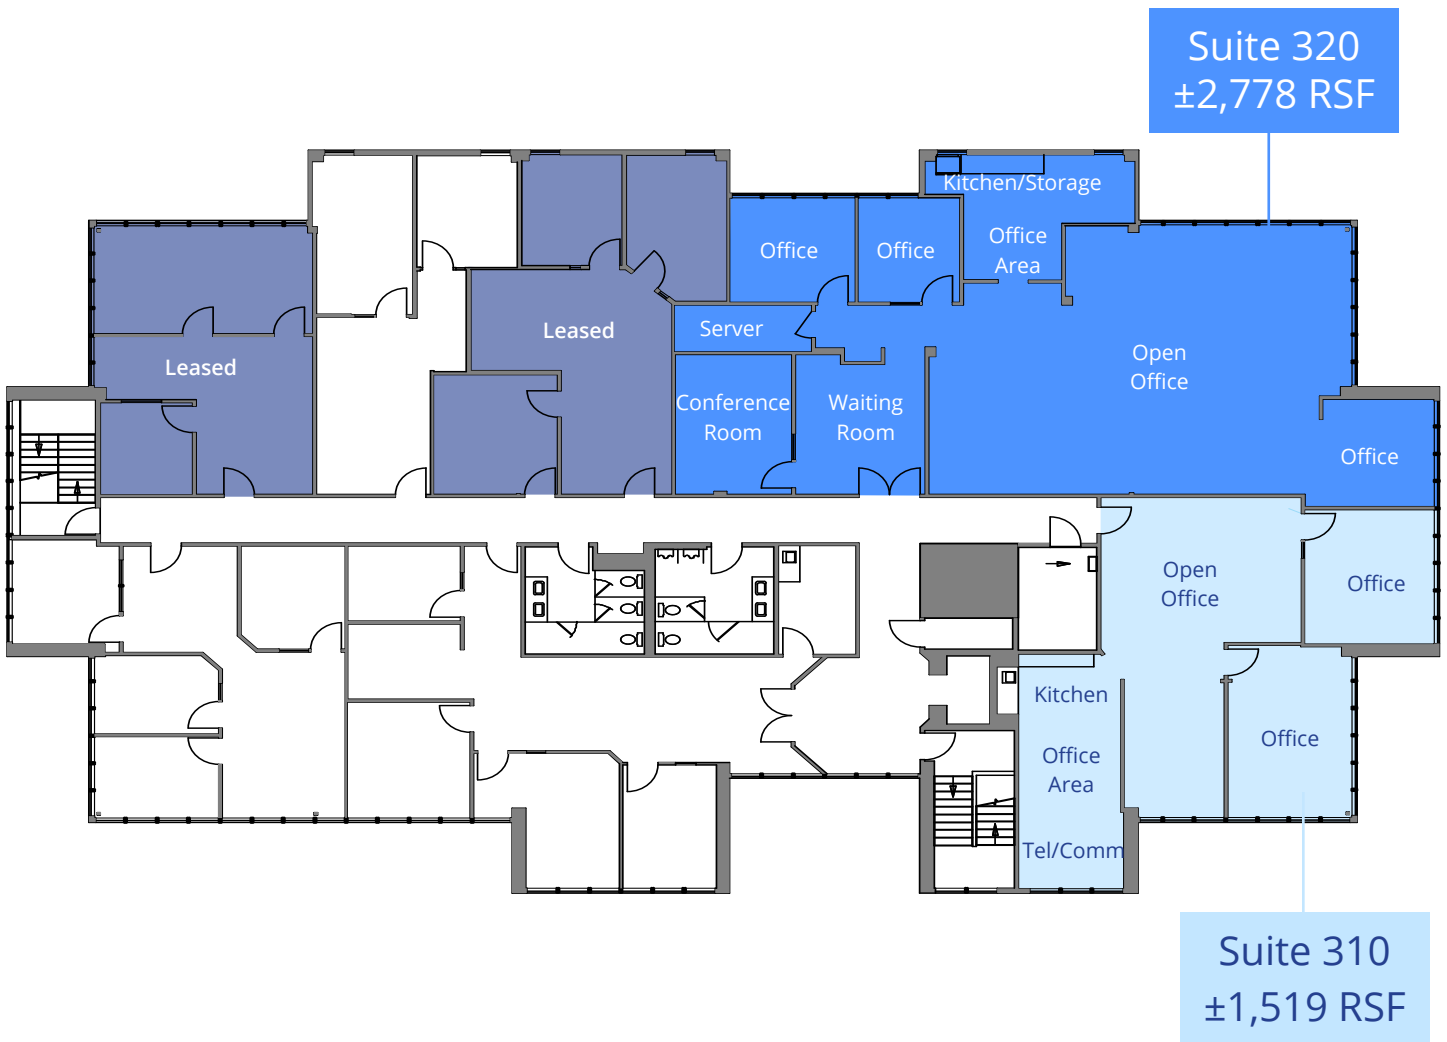 Suite 320
±2,778 RSF
Kitchen/Storage
Office
Office
Office
Area
Server
Leased
Leased
Open
Office
Conference
Room
Waiting
Room
Office
Open
Office
Office
Kitchen
Office
Area
Office
Tel/Comm
Suite 310
±1,519 RSF